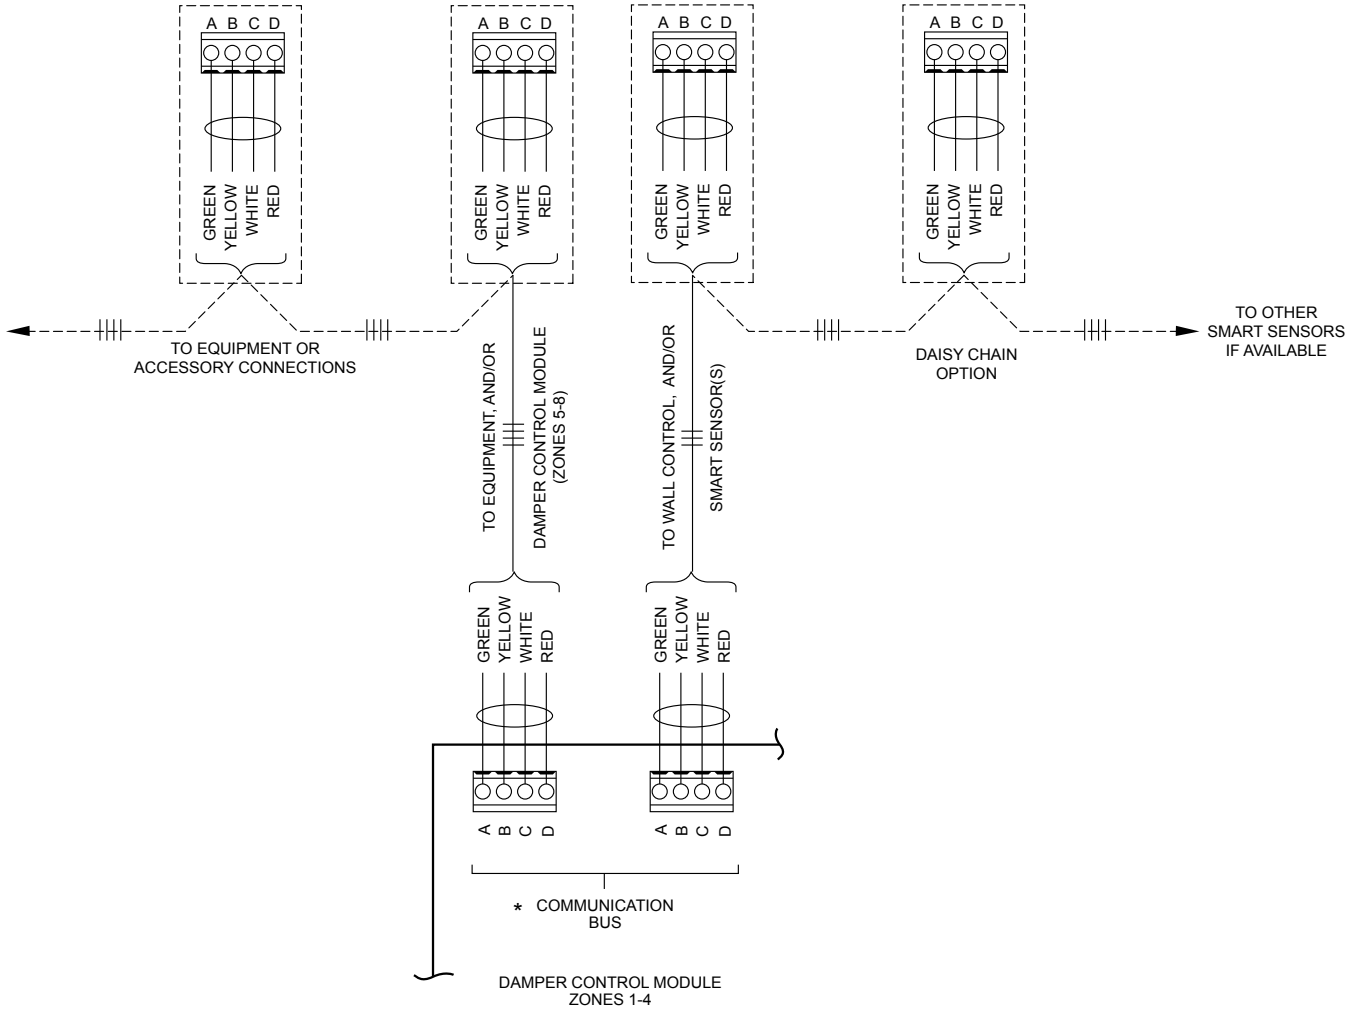 A B C D
A B C D
A B C D
A B C D
GREEN
YELLOW
WHITE
RED
GREEN
YELLOW
WHITE
RED
GREEN
YELLOW
WHITE
RED
GREEN
YELLOW
WHITE
RED
TO EQUIPMENT OR
ACCESSORY CONNECTIONS
TO EQUIPMENT, AND/OR
DAMPER CONTROL MODULE
(ZONES 5-8)
TO WALL CONTROL, AND/OR
SMART SENSOR(S)
DAISY CHAIN
OPTION
TO OTHER
SMART SENSORS
IF AVAILABLE
GREEN
YELLOW
WHITE
RED
GREEN
YELLOW
WHITE
RED
A B C D
A B C D
* COMMUNICATION
BUS
DAMPER CONTROL MODULE
ZONES 1-4